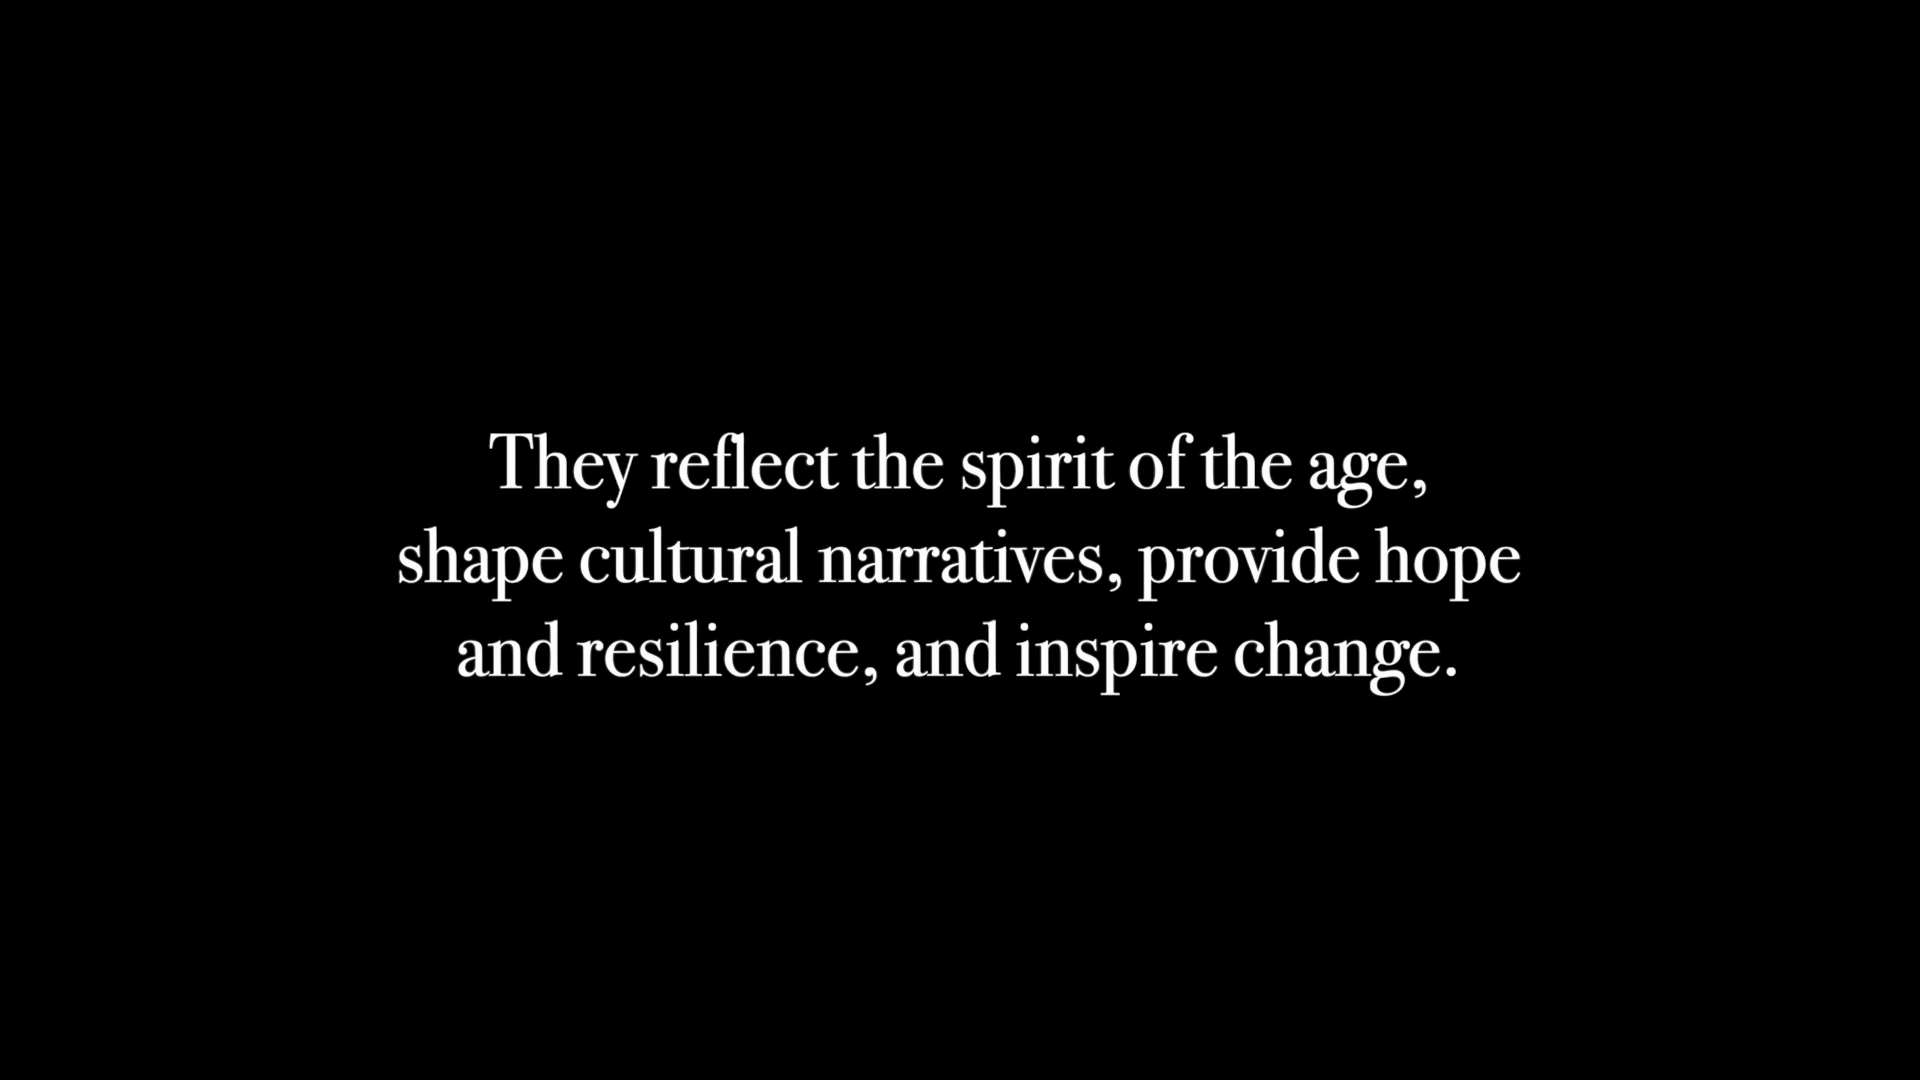 They reflect the spirit of the age,
shape cultural narratives, provide hope
and resilience, and inspire change.